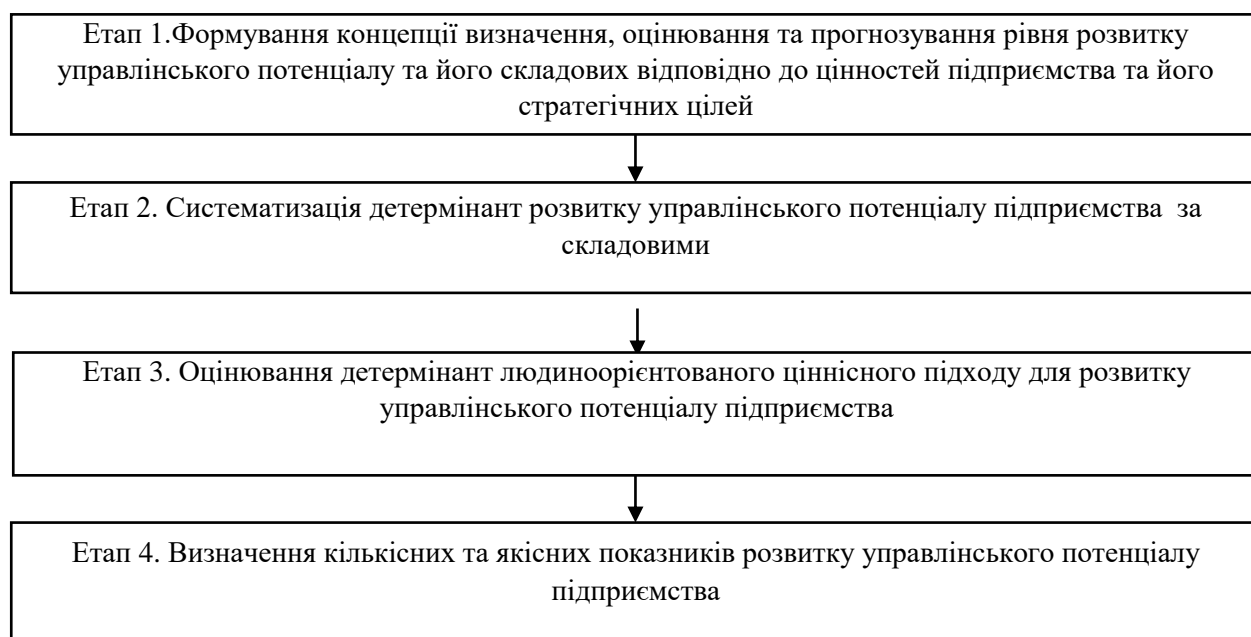 Етап 1.Формування концепції визначення, оцінювання та прогнозування рівня розвитку
управлінського потенціалу та його складових відповідно до цінностей підприємства та його
стратегічних цілей
Етап 2. Систематизація детермінант розвитку управлінського потенціалу підприємства за
складовими
Етап 3. Оцінювання детермінант людиноорієнтованого ціннісного підходу для розвитку
управлінського потенціалу підприємства
Етап 4. Визначення кількісних та якісних показників розвитку управлінського потенціалу
підприємства